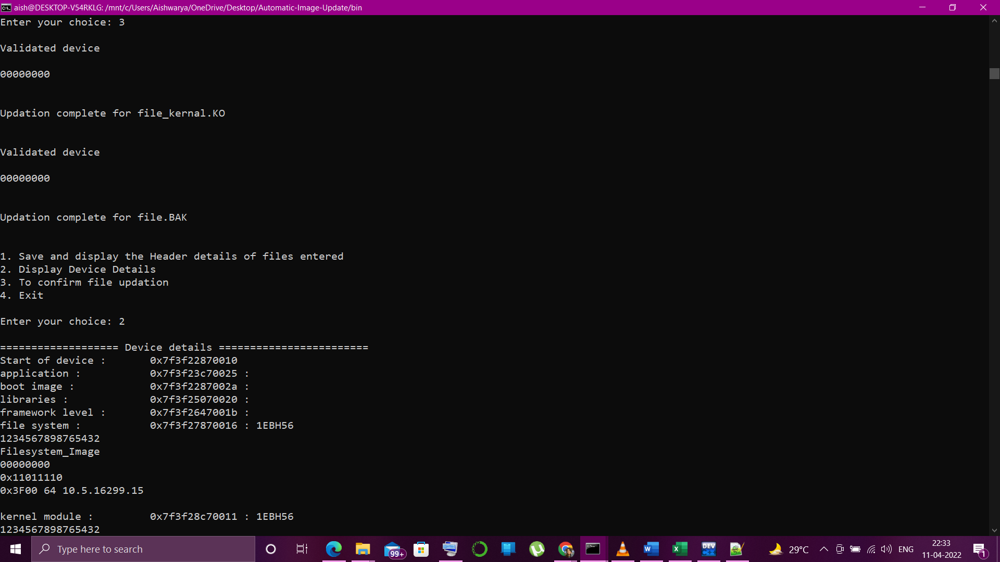 aish@DESKTOP-V54RKLG: /mnt/c/Users/Aishwarya/OneDrive/Desktop/Automatic-Image-Update/bin
Enter your choice: 3
Validated device
00000000
Updation complete for file_kernal.KO
Validated device
00000000
Updation complete for file.BAK
1. Save and display the Header details of files entered
2. Display Device Details
3. To confirm file updation
4. Exit
Enter your choice: 2
=================== Device details ========================
Start of device :       0x7f3f22870010
application :           0x7f3f23c70025 :
boot image :            0x7f3f2287002a :
libraries :             0x7f3f25070020 :
framework level :       0x7f3f2647001b :
file system :           0x7f3f27870016 : 1EBH56
1234567898765432
Filesystem_Image
00000000
0x11011110
0x3F00 64 10.5.16299.15
kernel module :         0x7f3f28c70011 : 1EBH56
1234567898765432
Type here to search
99+
DEV
29°C
ENG
22:33
11-04-2022
1